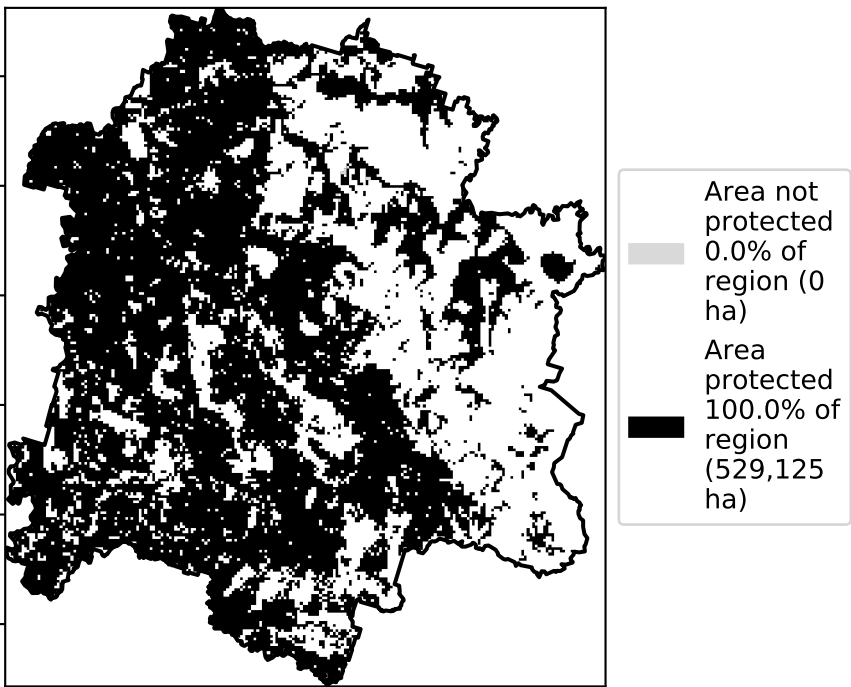 Area not
protected
0.0% of
region (0
ha)
Area
protected
100.0% of
region
(529,125
ha)